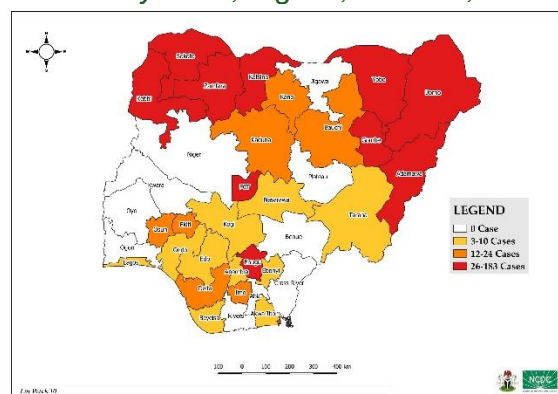 Sokoto
Katsina
Zamfara
Kebbi
Jigawa
Yobe
Borno
Kano
Kaduna
Bauchi
Gombe
Adamawa
Niger
Plateau
Kwara
Nasarawa
Taraba
Oyo
Osun
Ekiti
Kogi
Benue
Ogun
Ondo
Edo
Enugu
Lagos
Anambra
Ebonyi
Cross River
Delta
Imo
Bayelsa
Rivers
Akwa Ibom
LEGEND
0 Case
3-10 Cases
12-24 Cases
26-183 Cases
100 0 100 200 300 400 km
NCDC